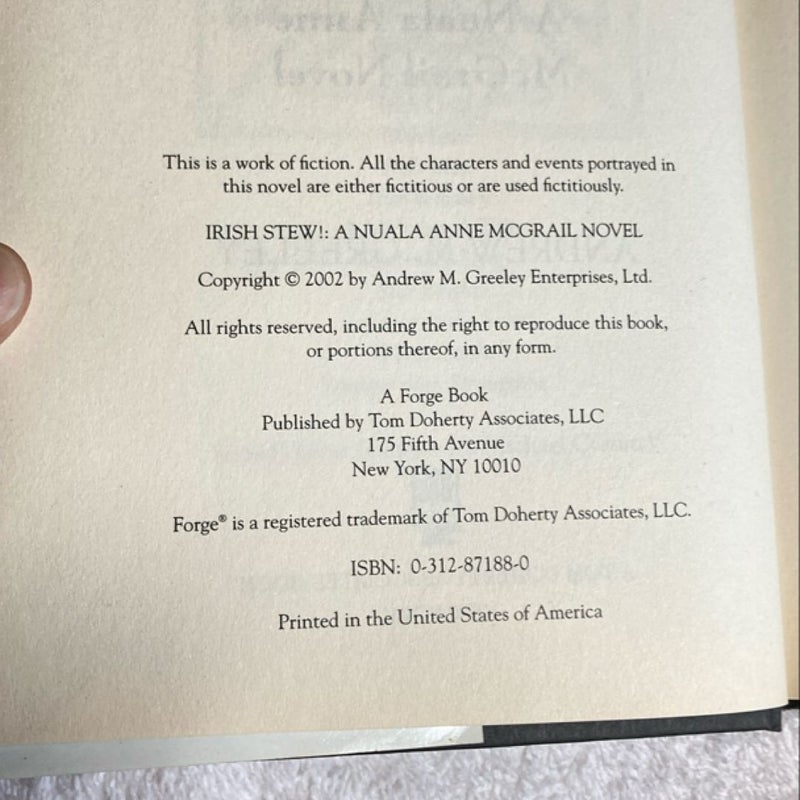 This is a work of fiction. All the characters and events portrayed in
this novel are either fictitious or are used fictitiously.
IRISH STEW!: A NUALA ANNE MCGRAIL NOVEL
Copyright © 2002 by Andrew M. Greeley Enterprises, Ltd.
All rights reserved, including the right to reproduce this book,
or portions thereof, in any form.
A Forge Book
Published by Tom Doherty Associates, LLC
175 Fifth Avenue
New York, NY 10010
Forge® is a registered trademark of Tom Doherty Associates, LLC.
ISBN: 0-312-87188-0
Printed in the United States of America